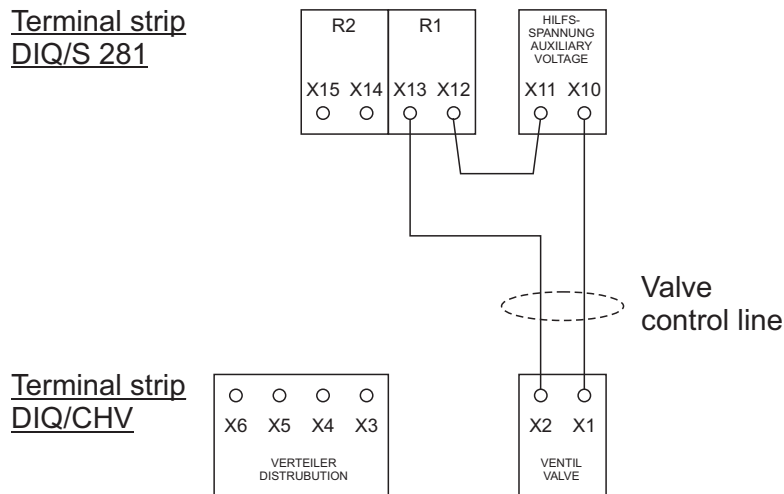 Terminal strip
DIQ/S 281
R2 R1
HILFS-
SPANNUNG
AUXILIARY
VOLTAGE
X15 X14 X13 X12 X11 X10
Valve
control line
Terminal strip
DIQ/CHV
X6 X5 X4 X3 X2 X1
VERTEILER
DISTRUBUTION
VENTIL
VALVE